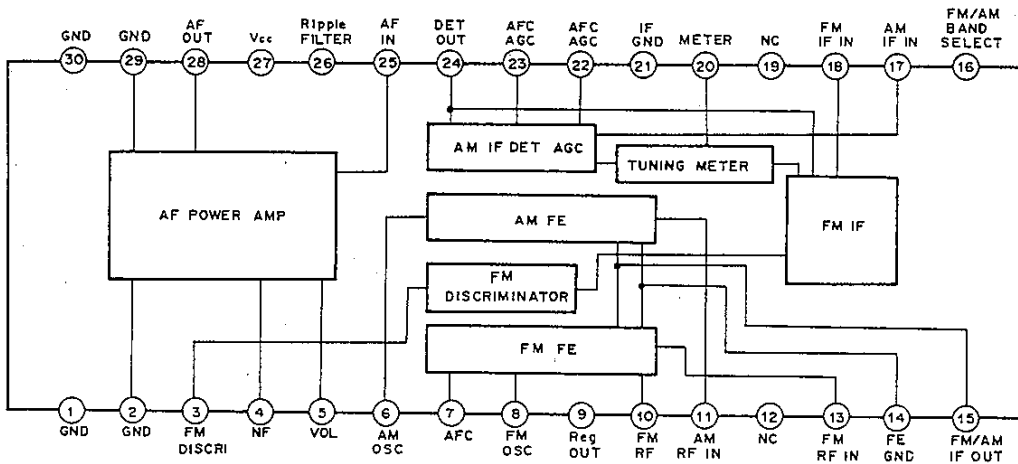 GND
GND
AF
OUT
Vcc
Ripple
FILTER
AF
IN
DET
OUT
AFC
AGC
AFC
AGC
IF
GND
METER
NC
FM
IF IN
AM
IF IN
FM/AM
BAND
SELECT
30 29 28 27 26 25 24 23 22 21 20 19 18 17 16
AM IF DET AGC
TUNING METER
AF POWER AMP
AM FE
FM IF
FM
DISCRIMINATOR
FM FE
1 2 3 4 5 6 7 8 9 10 11 12 13 14 15
GND
GND
FM
DISCRI
NF
VOL
AM
OSC
AFC
FM
OSC
Reg
OUT
FM
RF
AM
RF IN
NC
FM
RF IN
FE
GND
FM/AM
IF OUT